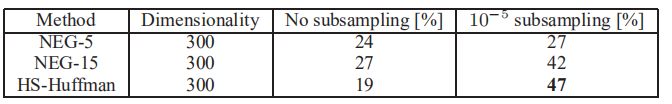 Method Dimensionality No subsampling [%] 10⁻⁵ subsampling [%]
NEG-5 300 24 27
NEG-15 300 27 42
HS-Huffman 300 19 47